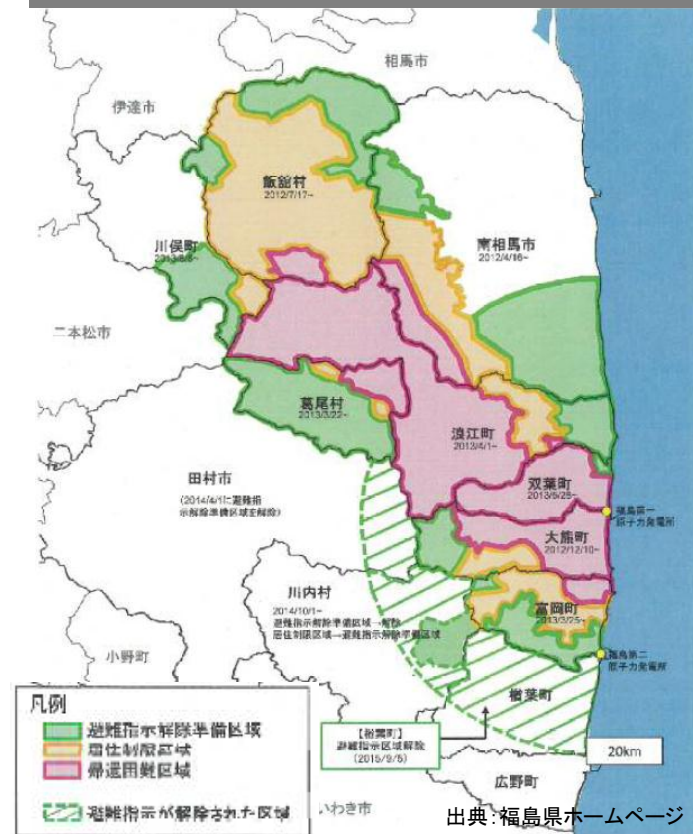 相馬市
伊達市
飯舘村
2012/7/17~
川俣町
2013/8/8~
南相馬市
2012/4/16~
二本松市
葛尾村
2013/3/22~
浪江町
2013/4/1~
田村市
(2014/4/1に避難指
示解除準備区域を解除)
双葉町
2013/5/28~
福島第一
原子力発電所
大熊町
2012/12/10~
川内村
2014/10/1~
避難指示解除準備区域→解除
居住制限区域→避難指示解除準備区域
富岡町
2013/3/25~
小野町
福島第二
原子力発電所
楢葉町
【楢葉町】
避難指示区域解除
(2015/9/5)
20km
広野町
いわき市
凡例
避難指示解除準備区域
居住制限区域
帰還困難区域
避難指示が解除された区域
出典:福島県ホームページ